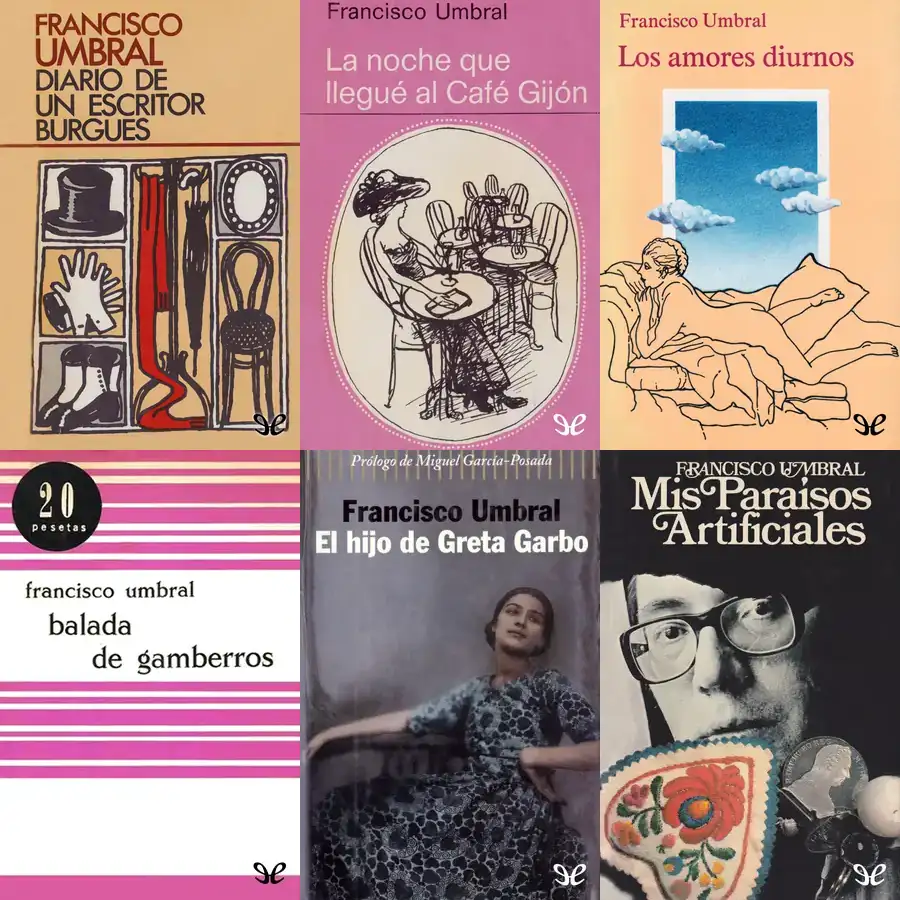 FRANCISCO
UMBRAL
DIARIO DE
UN ESCRITOR
BURGUES
Francisco Umbral
La noche que
llegué al Café Gijón
Francisco Umbral
Los amores diurnos
20
pesetas
francisco umbral
balada
de gamberros
Prólogo de Miguel García-Posada
Francisco Umbral
El hijo de Greta Garbo
FRANCISCO UMBRAL
Mis Paraísos
Artificiales